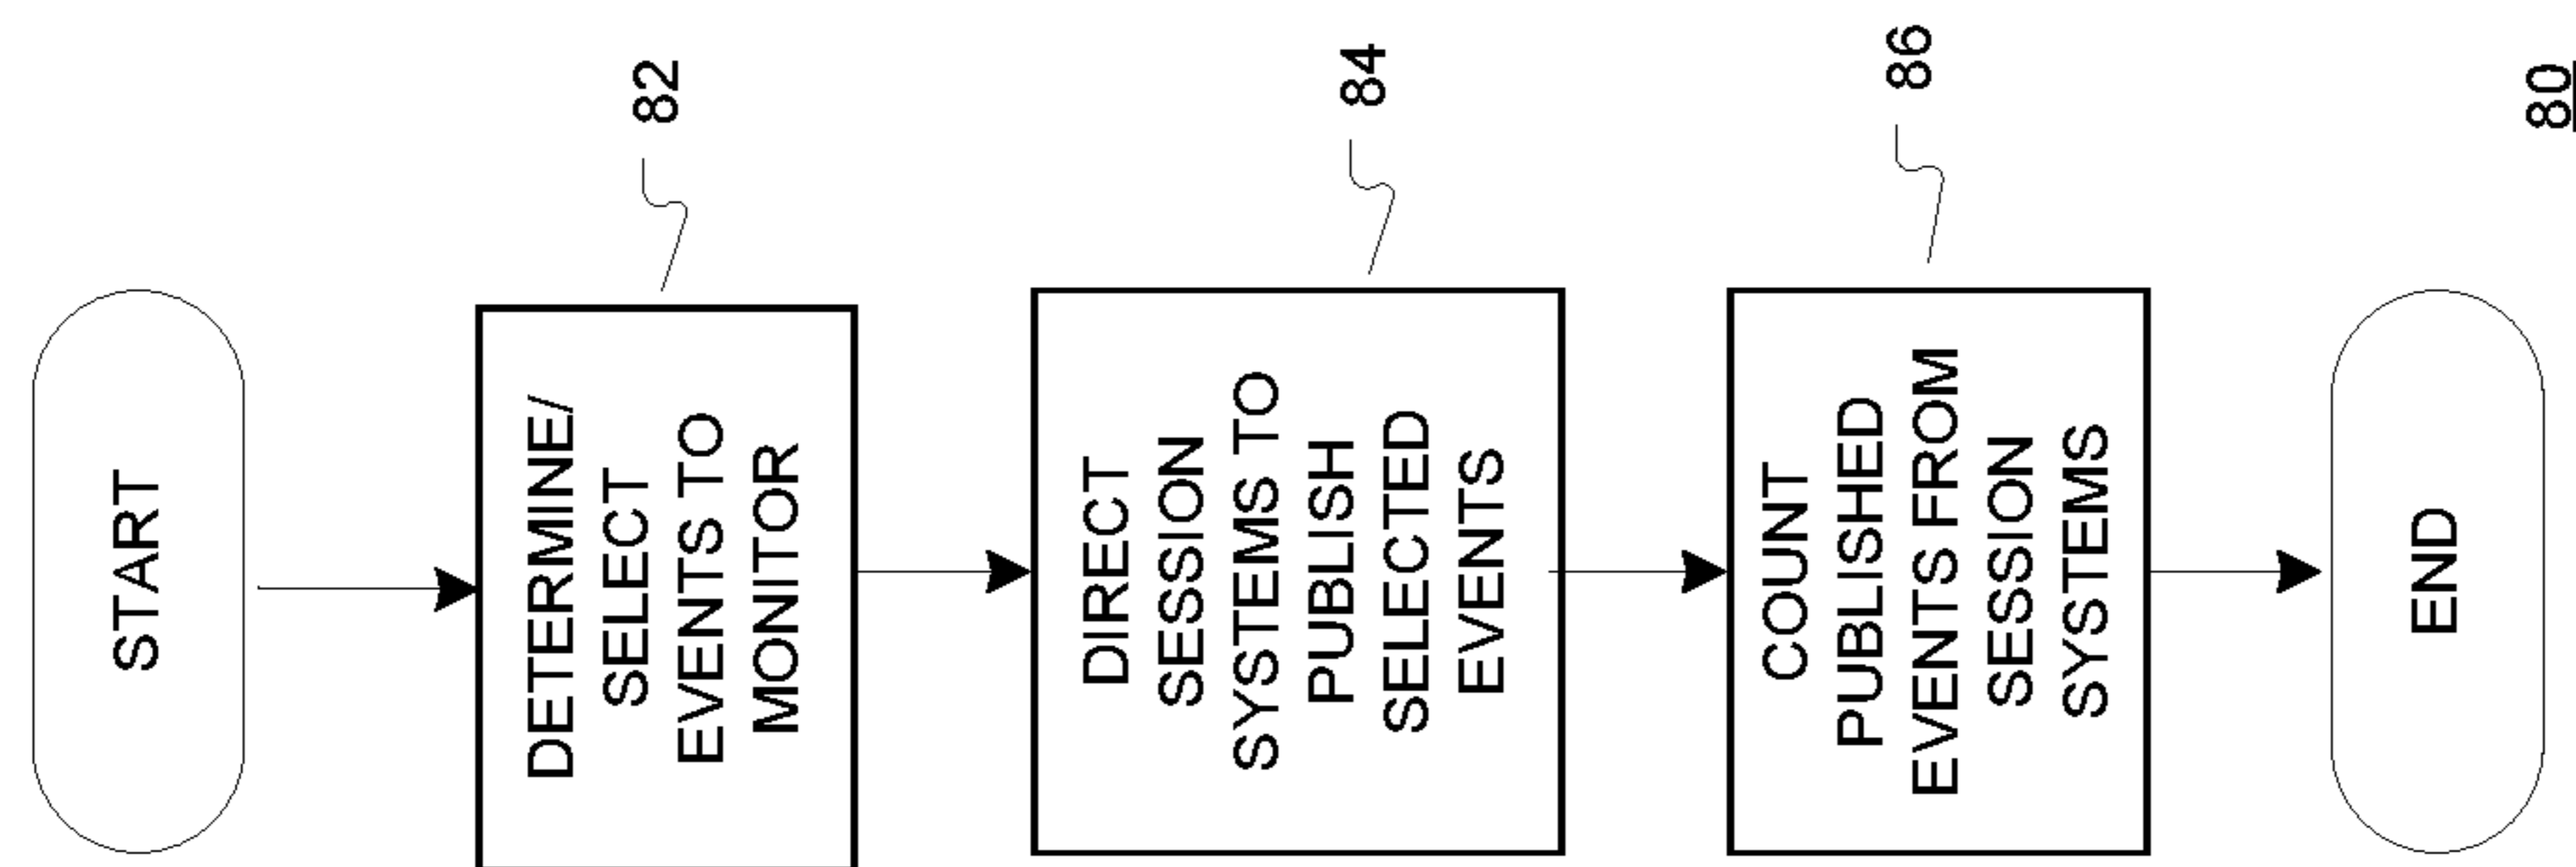 START
DETERMINE/
SELECT
EVENTS TO
MONITOR
82
DIRECT
SESSION
SYSTEMS TO
PUBLISH
SELECTED
EVENTS
84
COUNT
PUBLISHED
EVENTS FROM
SESSION
SYSTEMS
86
END
80